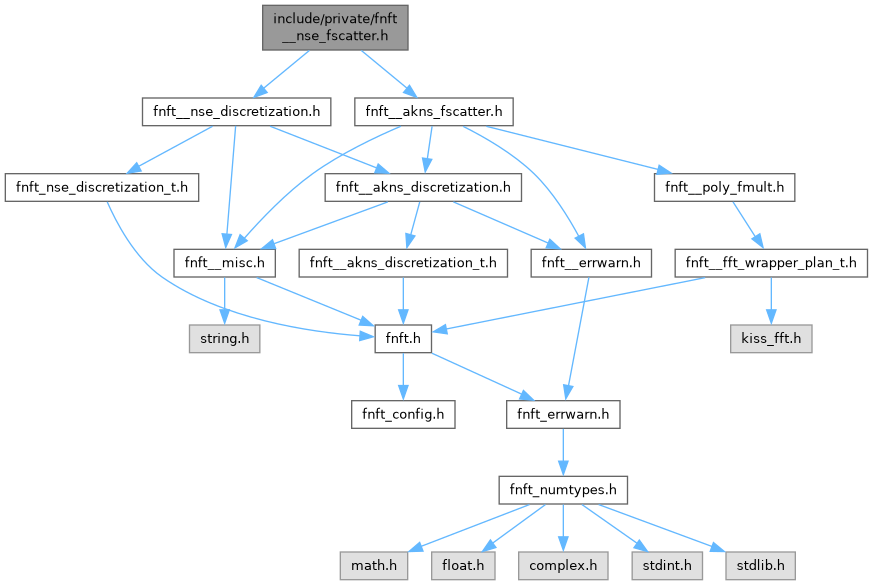 include/private/fnft
__nse_fscatter.h
fnft__nse_discretization.h
fnft__akns_fscatter.h
fnft_nse_discretization_t.h
fnft__akns_discretization.h
fnft__poly_fmult.h
fnft__misc.h
fnft__akns_discretization_t.h
fnft__errwarn.h
fnft__fft_wrapper_plan_t.h
string.h
fnft.h
kiss_fft.h
fnft_config.h
fnft_errwarn.h
fnft_numtypes.h
math.h
float.h
complex.h
stdint.h
stdlib.h